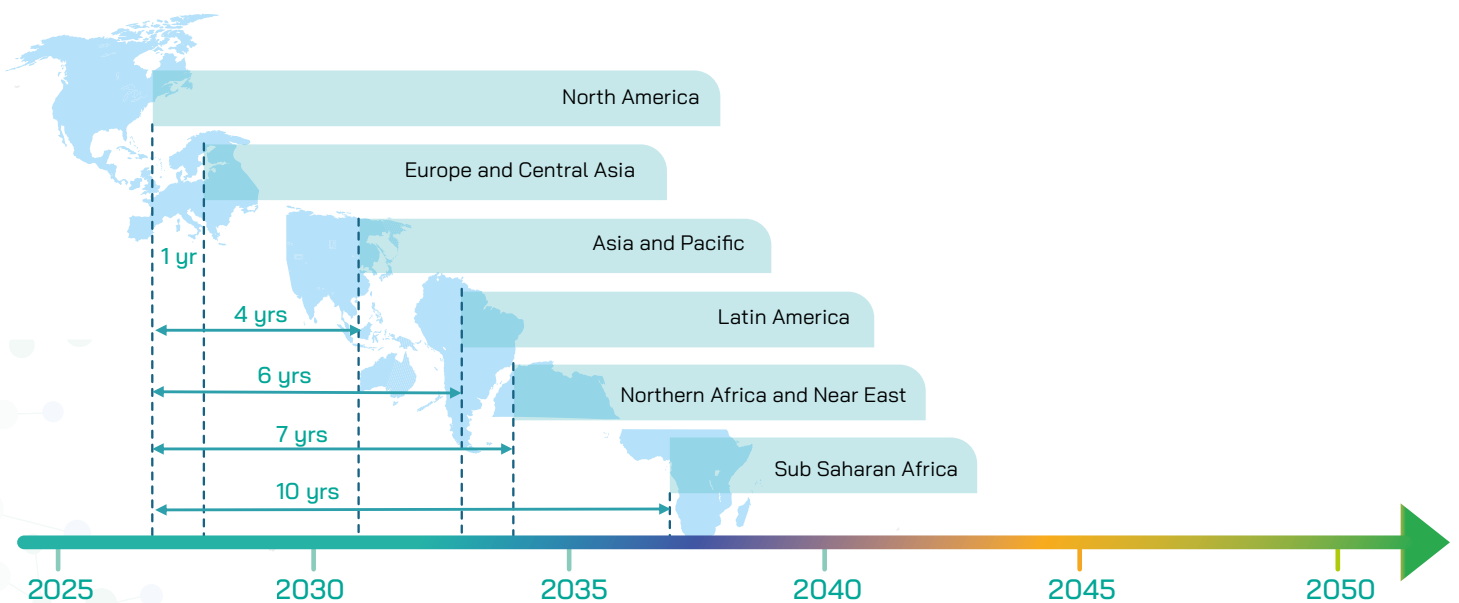 North America
Europe and Central Asia
Asia and Pacific
1 yr
4 yrs
Latin America
6 yrs
Northern Africa and Near East
7 yrs
Sub Saharan Africa
10 yrs
2025 2030 2035 2040 2045 2050